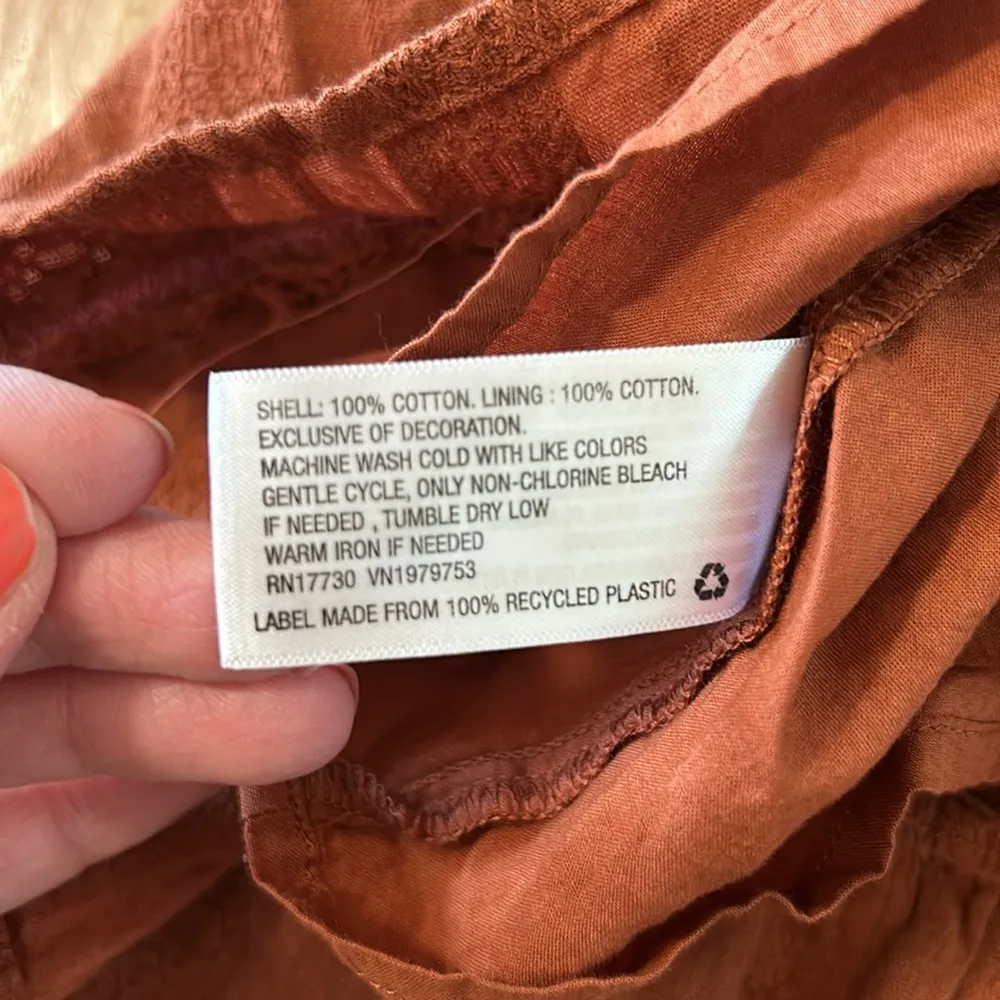 SHELL: 100% COTTON. LINING : 100% COTTON.
EXCLUSIVE OF DECORATION.
MACHINE WASH COLD WITH LIKE COLORS
GENTLE CYCLE, ONLY NON-CHLORINE BLEACH
IF NEEDED , TUMBLE DRY LOW
WARM IRON IF NEEDED
RN17730 VN1979753
LABEL MADE FROM 100% RECYCLED PLASTIC